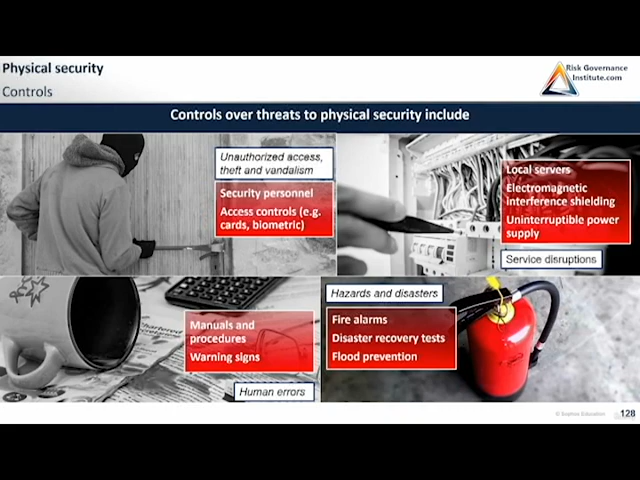 Physical security
Controls
Risk Governance
Institute.com
Controls over threats to physical security include
Unauthorized access,
theft and vandalism
Security personnel
Access controls (e.g.
cards, biometric)
Local servers
Electromagnetic
interference shielding
Uninterruptible power
supply
Service disruptions
Manuals and
procedures
Warning signs
Human errors
Hazards and disasters
Fire alarms
Disaster recovery tests
Flood prevention
128